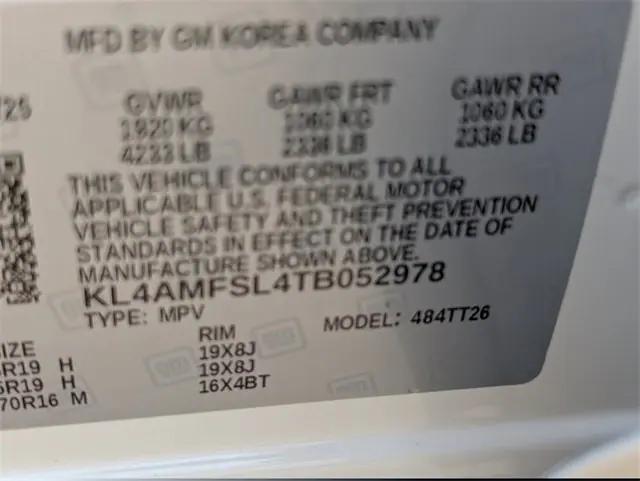 MFD BY GM KOREA COMPANY
GVWR GAWR FRT GAWR RR
1920 KG 1060 KG 1060 KG
4233 LB 2336 LB 2336 LB
THIS VEHICLE CONFORMS TO ALL
APPLICABLE U.S. FEDERAL MOTOR
VEHICLE SAFETY AND THEFT PREVENTION
STANDARDS IN EFFECT ON THE DATE OF
MANUFACTURE SHOWN ABOVE.
KL4AMFSL4TB052978
TYPE: MPV MODEL: 484TT26
SIZE RIM
R19 H 19X8J
R19 H 19X8J
70R16 M 16X4BT